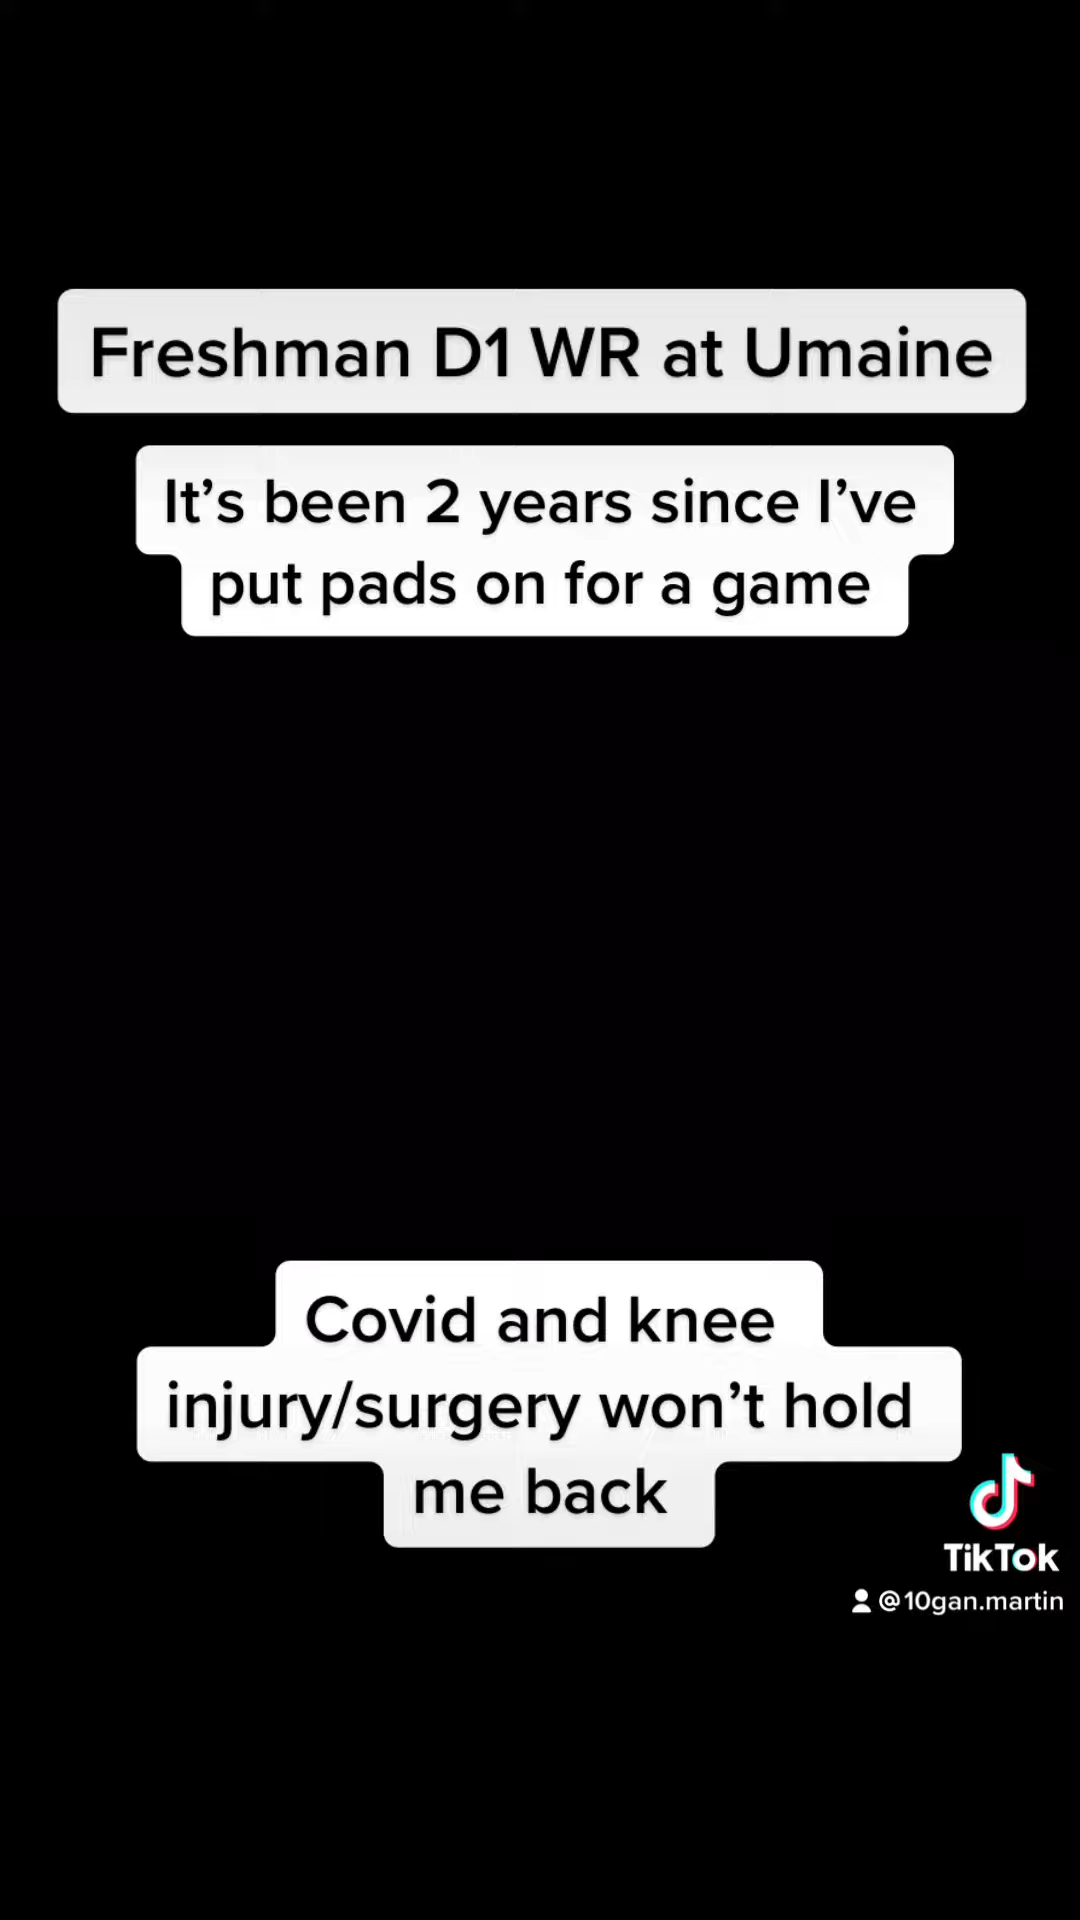 Freshman D1 WR at Umaine
It’s been 2 years since I’ve
put pads on for a game
Covid and knee
injury/surgery won’t hold
me back
TikTok
@10gan.martin